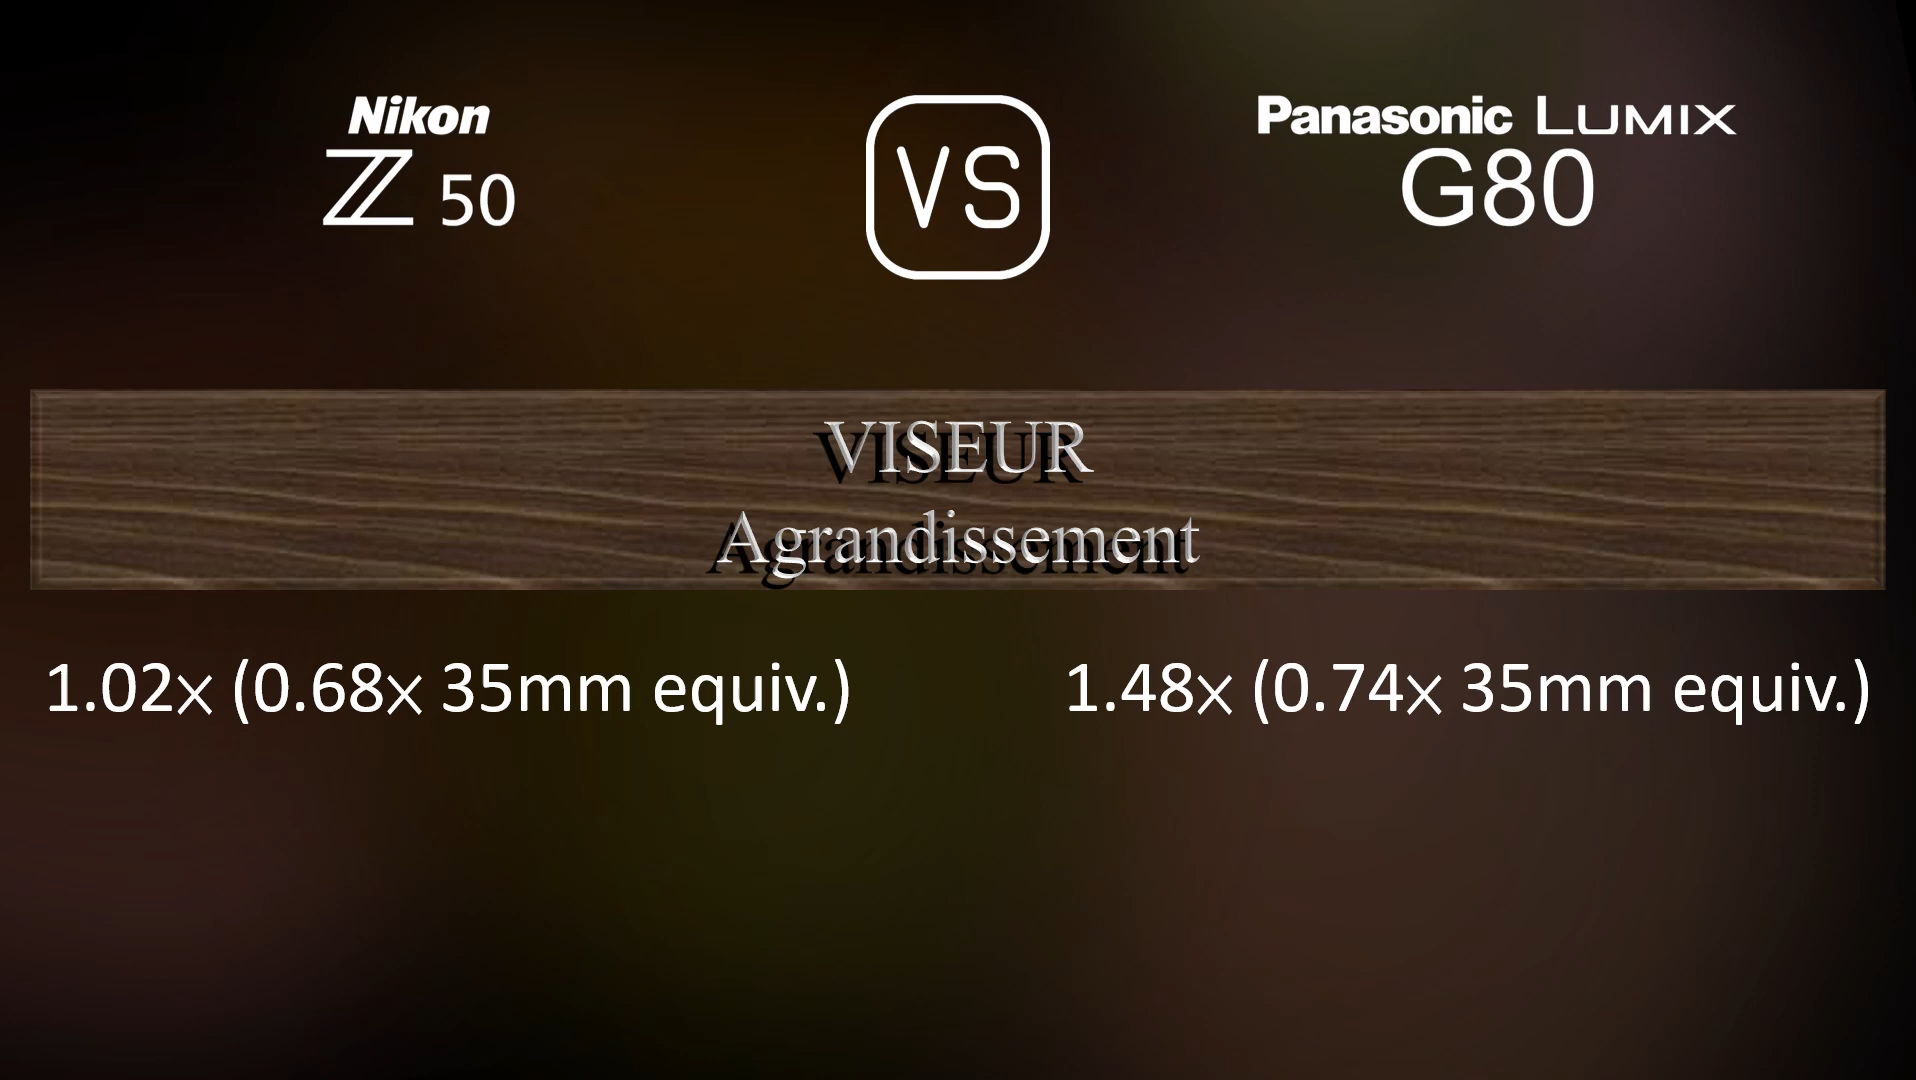 Nikon
Z 50
VS
Panasonic LUMIX
G80
VISEUR
Agrandissement
1.02x (0.68x 35mm equiv.)
1.48x (0.74x 35mm equiv.)